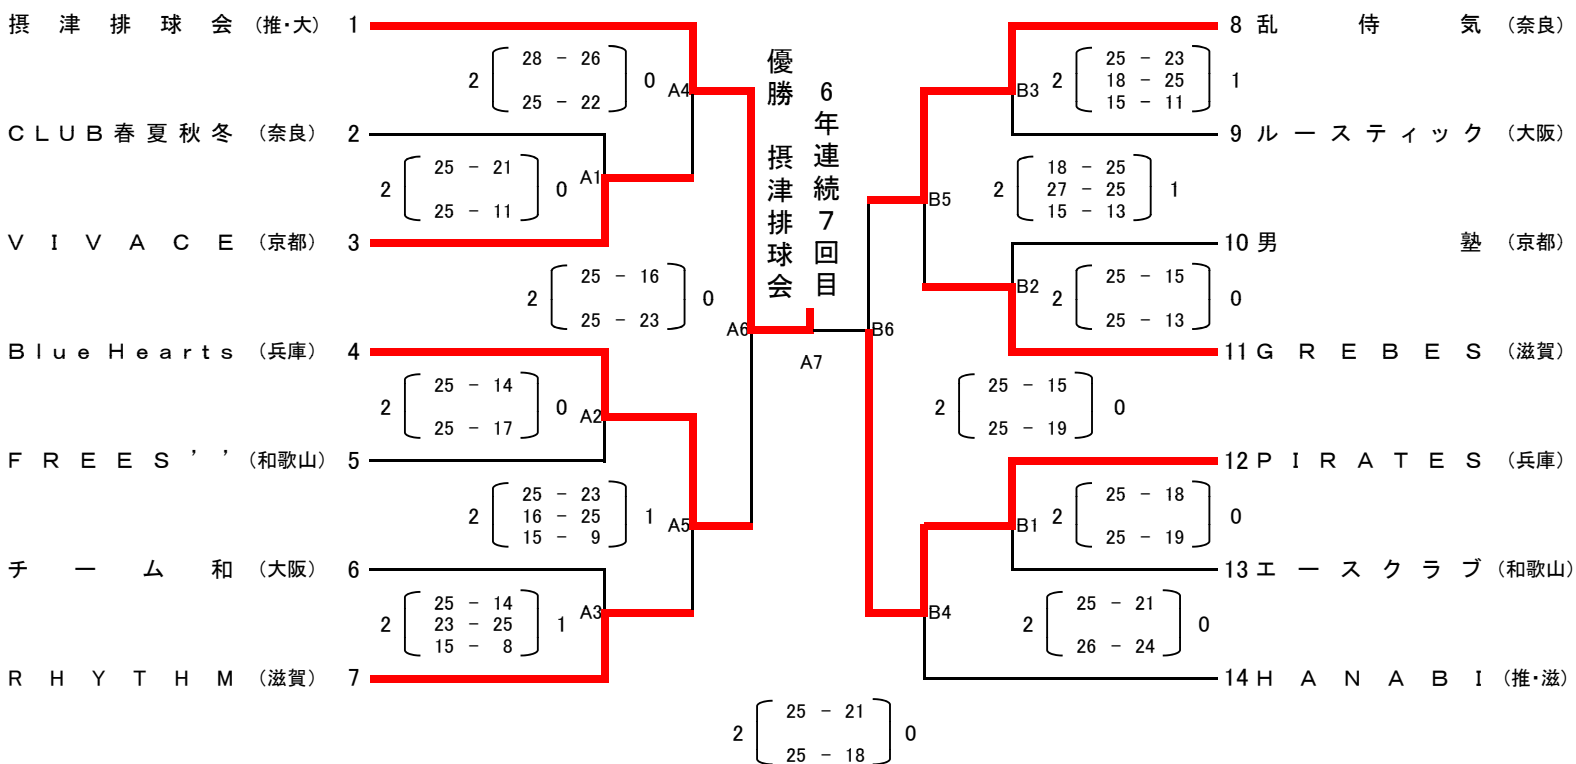 摂津排球会 (推・大) 1
2 28 - 26 0
25 - 22
A4
CLUB春夏秋冬 (奈良) 2
2 25 - 21 0
25 - 11
A1
VIVACE (京都) 3
2 25 - 16 0
25 - 23
A6
Blue Hearts (兵庫) 4
2 25 - 14 0
25 - 17
A2
FREES’’ (和歌山) 5
2 25 - 23 1
16 - 25
15 - 9
A5
チーム和 (大阪) 6
2 25 - 14 1
23 - 25
15 - 8
A3
RHYTHM (滋賀) 7
優勝 摂津排球会
6年連続7回目
A7
2 25 - 21 0
25 - 18
8 乱侍気 (奈良)
B3
2 25 - 23 1
18 - 25
15 - 11
9 ルースティック (大阪)
B5
2 18 - 25 1
27 - 25
15 - 13
10 男塾 (京都)
B2
2 25 - 15 0
25 - 13
B6
11 GREBES (滋賀)
2 25 - 15 0
25 - 19
12 PIRATES (兵庫)
B1
2 25 - 18 0
25 - 19
13 エースクラブ (和歌山)
B4
2 25 - 21 0
26 - 24
14 HANABI (推・滋)